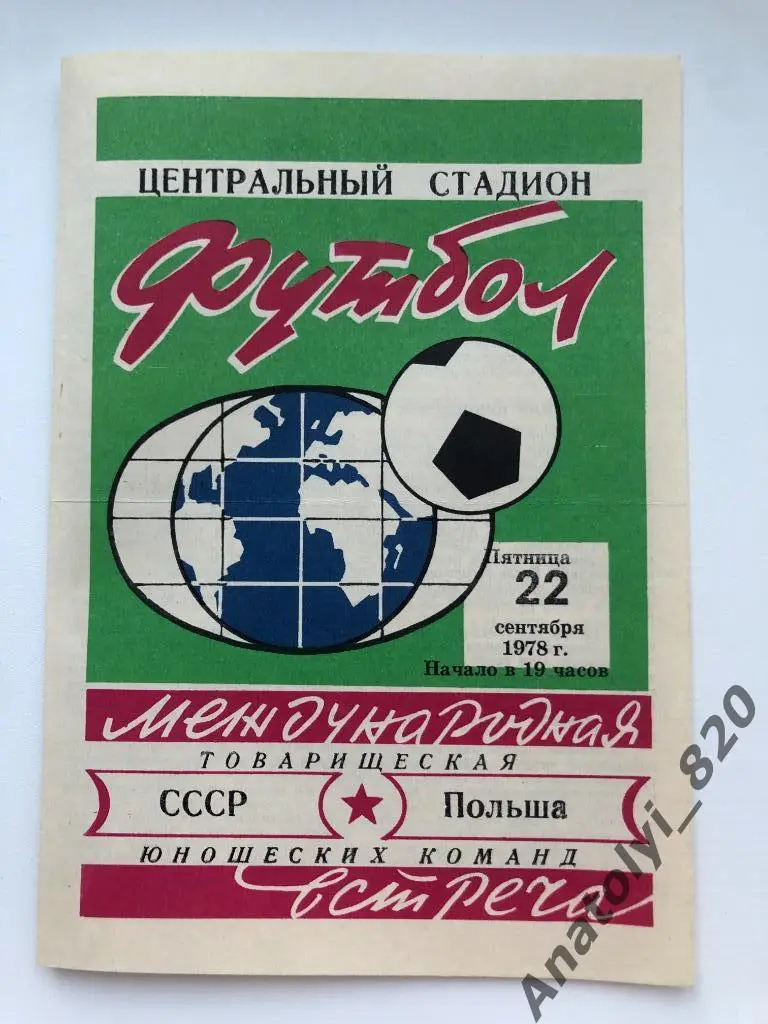 ЦЕНТРАЛЬНЫЙ СТАДИОН
Футбол
Пятница
22
сентября
1978 г.
Начало в 19 часов
международная
ТОВАРИЩЕСКАЯ
СССР Польша
ЮНОШЕСКИХ КОМАНД
встреча
Anatolyi_820